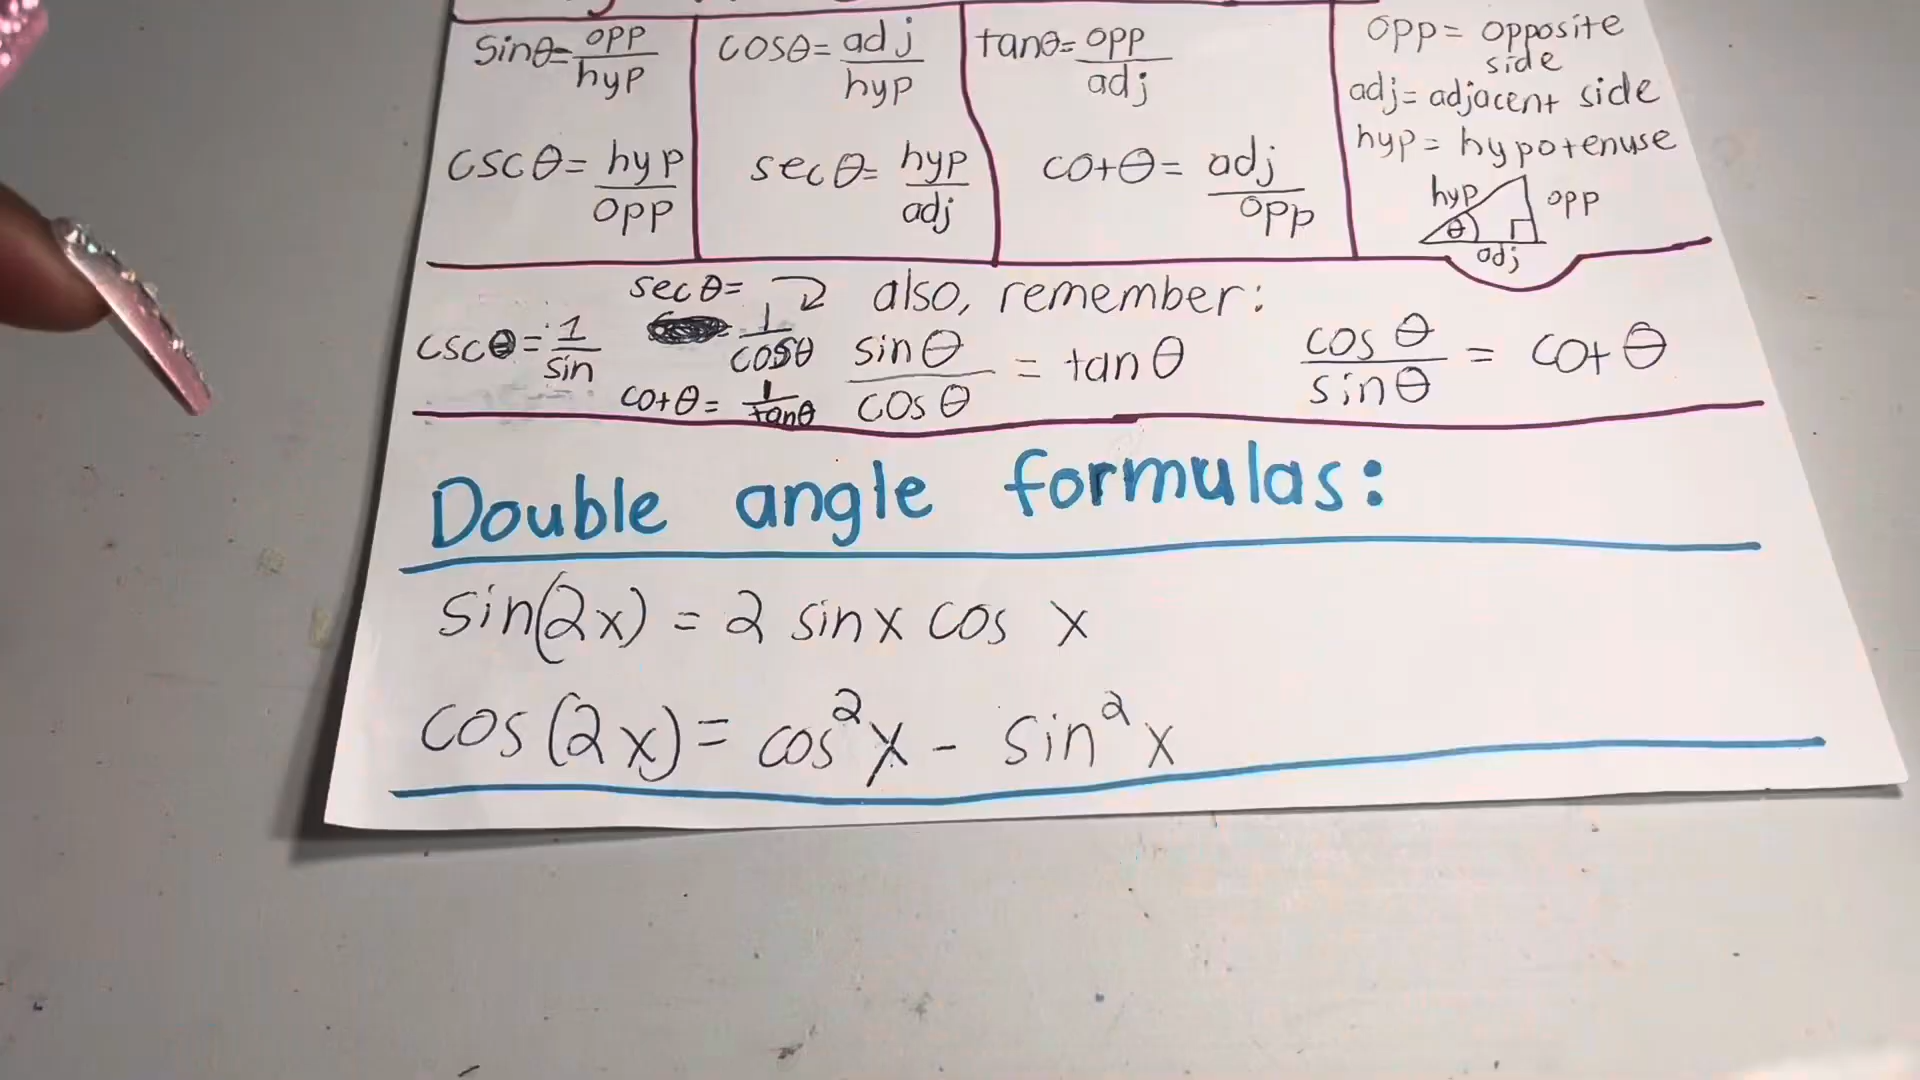 sinθ= opp/hyp
cosθ= adj/hyp
tanθ= opp/adj
opp= opposite side
adj= adjacent side
hyp= hypotenuse
cscθ= hyp/opp
secθ= hyp/adj
cotθ= adj/opp
hyp
opp
θ
adj
secθ= 1/cosθ
also, remember:
cscθ= 1/sin
cotθ= 1/tanθ
sinθ/cosθ = tanθ
cosθ/sinθ = cotθ
Double angle formulas:
sin(2x) = 2 sinx cos x
cos(2x) = cos²x - sin²x